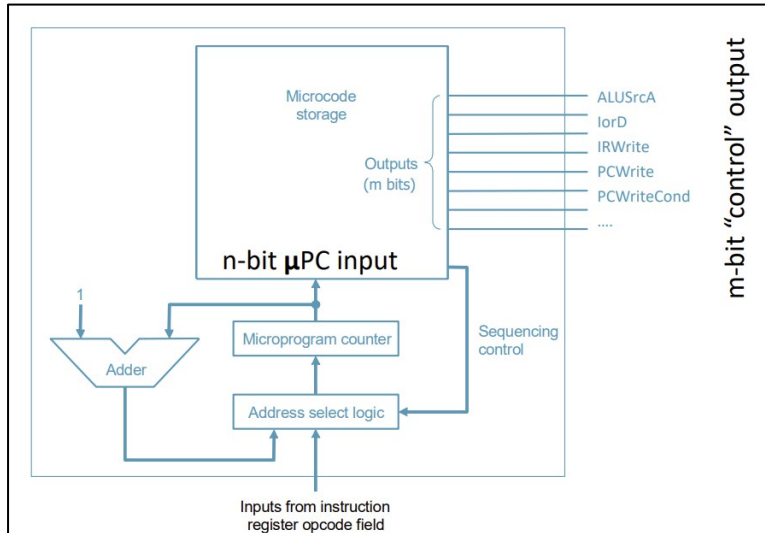 Microcode
storage
Outputs
(m bits)
ALUSrcA
IorD
IRWrite
PCWrite
PCWriteCond
....
m-bit “control” output
n-bit µPC input
1
Adder
Microprogram counter
Sequencing
control
Address select logic
Inputs from instruction
register opcode field